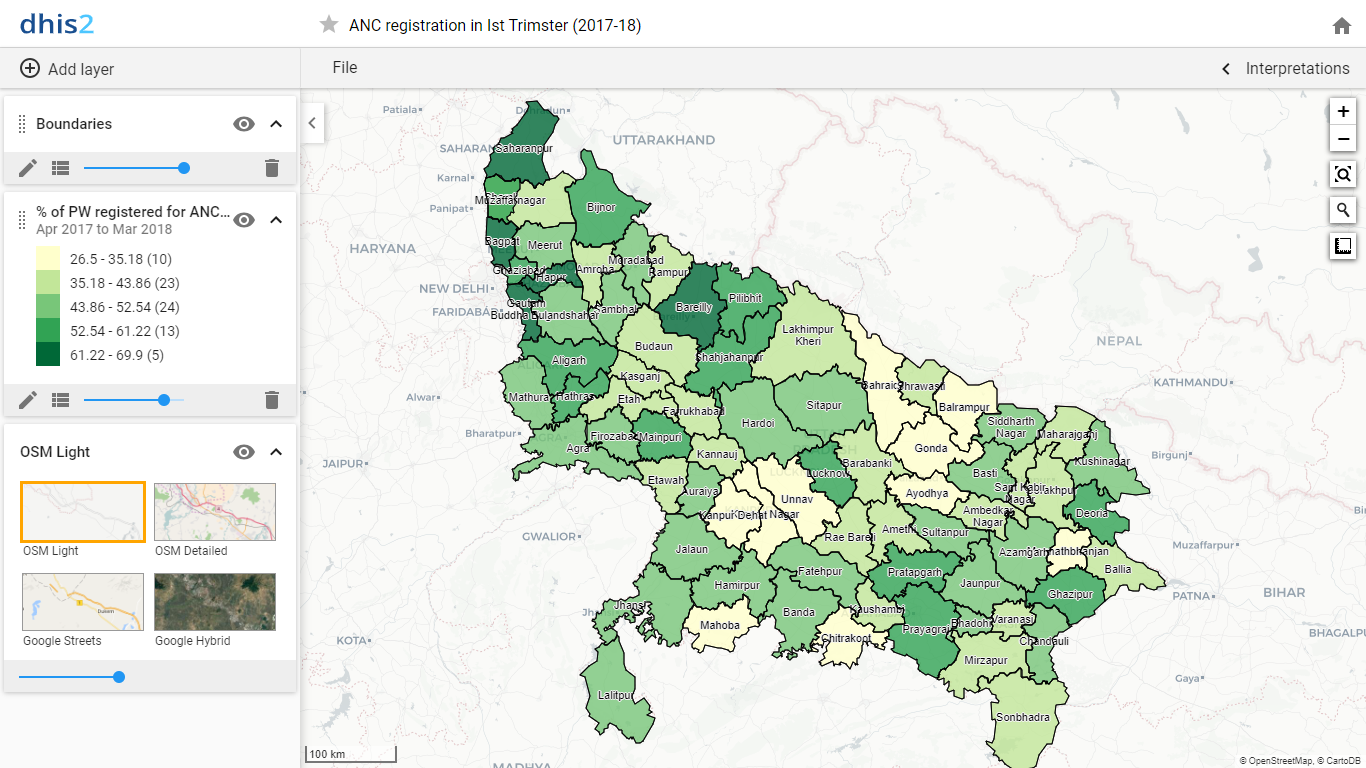 dhis2
ANC registration in Ist Trimster (2017-18)
Add layer
File
Interpretations
Boundaries
% of PW registered for ANC...
Apr 2017 to Mar 2018
26.5 - 35.18 (10)
35.18 - 43.86 (23)
43.86 - 52.54 (24)
52.54 - 61.22 (13)
61.22 - 69.9 (5)
OSM Light
OSM Light
OSM Detailed
Google Streets
Google Hybrid
Patiala
UTTARAKHAND
Saharanpur
Karnal
Panipat
Muzaffarnagar
Bijnor
HARYANA
Bagpat
Meerut
Moradabad
Ghaziabad
Hapur
Amroha
Rampur
NEW DELHI
Gautam
Buddha
Bulandshahar
Sambhal
Bareilly
Pilibhit
FARIDABAD
Lakhimpur
Kheri
NEPAL
Budaun
Shahjahanpur
Aligarh
Kasganj
KATHMANDU
Alwar
Mathura
Hathras
Etah
Farrukhabad
Sitapur
Bahraich
Shrawasti
Balrampur
Hardoi
Siddharth
Nagar
Maharajganj
Bharatpur
Agra
Firozabad
Mainpuri
Kannauj
Gonda
Birgunj
JAIPUR
Barabanki
Lucknow
Basti
Kushinagar
Etawah
Auraiya
Unnav
Ayodhya
Sant Kabir
Nagar
Gorakhpur
Kanpur Dehat
Nagar
Ambedkar
Nagar
Deoria
GWALIOR
Rae Bareli
Amethi
Sultanpur
Jalaun
Azamgarh
Muzaffarpur
Ballia
Fatehpur
Pratapgarh
Jaunpur
Hamirpur
Ghazipur
PATNA
BIHAR
Jhansi
Banda
Kaushambi
Mahoba
Chitrakoot
Prayagraj
Bhadohi
Varanasi
Chandauli
KOTA
BHAGALPU
Mirzapur
Gaya
Lalitpur
Sonbhadra
100 km
© OpenStreetMap, © CartoDB